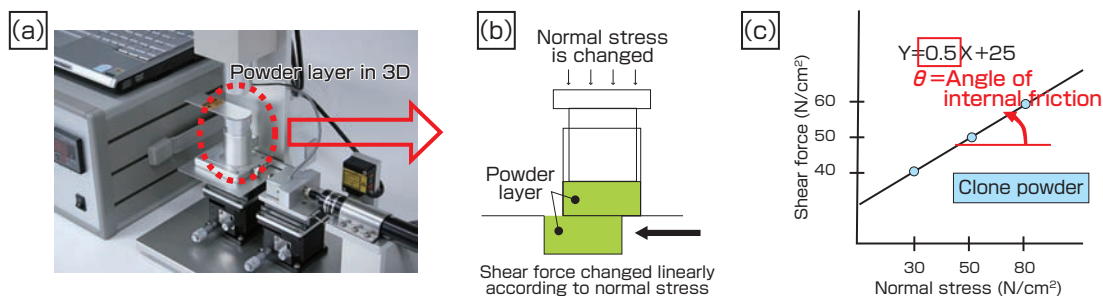 (a)
Powder layer in 3D
(b)
Normal stress
is changed
Powder
layer
Shear force changed linearly
according to normal stress
(c)
Y=0.5X+25
θ=Angle of
internal friction
Shear force (N/cm²)
60
50
40
Clone powder
30 50 80
Normal stress (N/cm²)